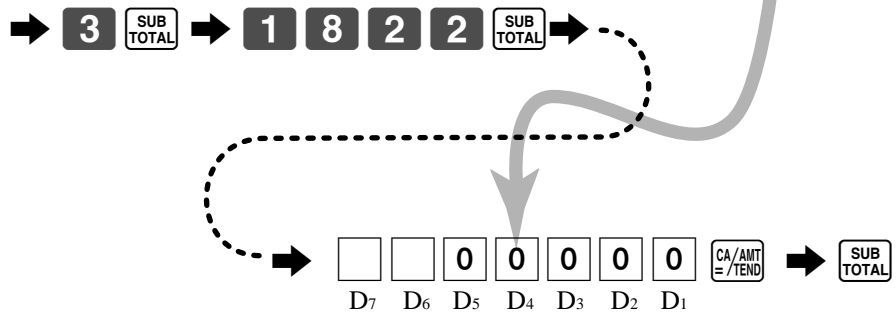 3 SUB TOTAL 1 8 2 2 SUB TOTAL
0 0 0 0 0 CA/AMT =/TEND SUB TOTAL
D7 D6 D5 D4 D3 D2 D1